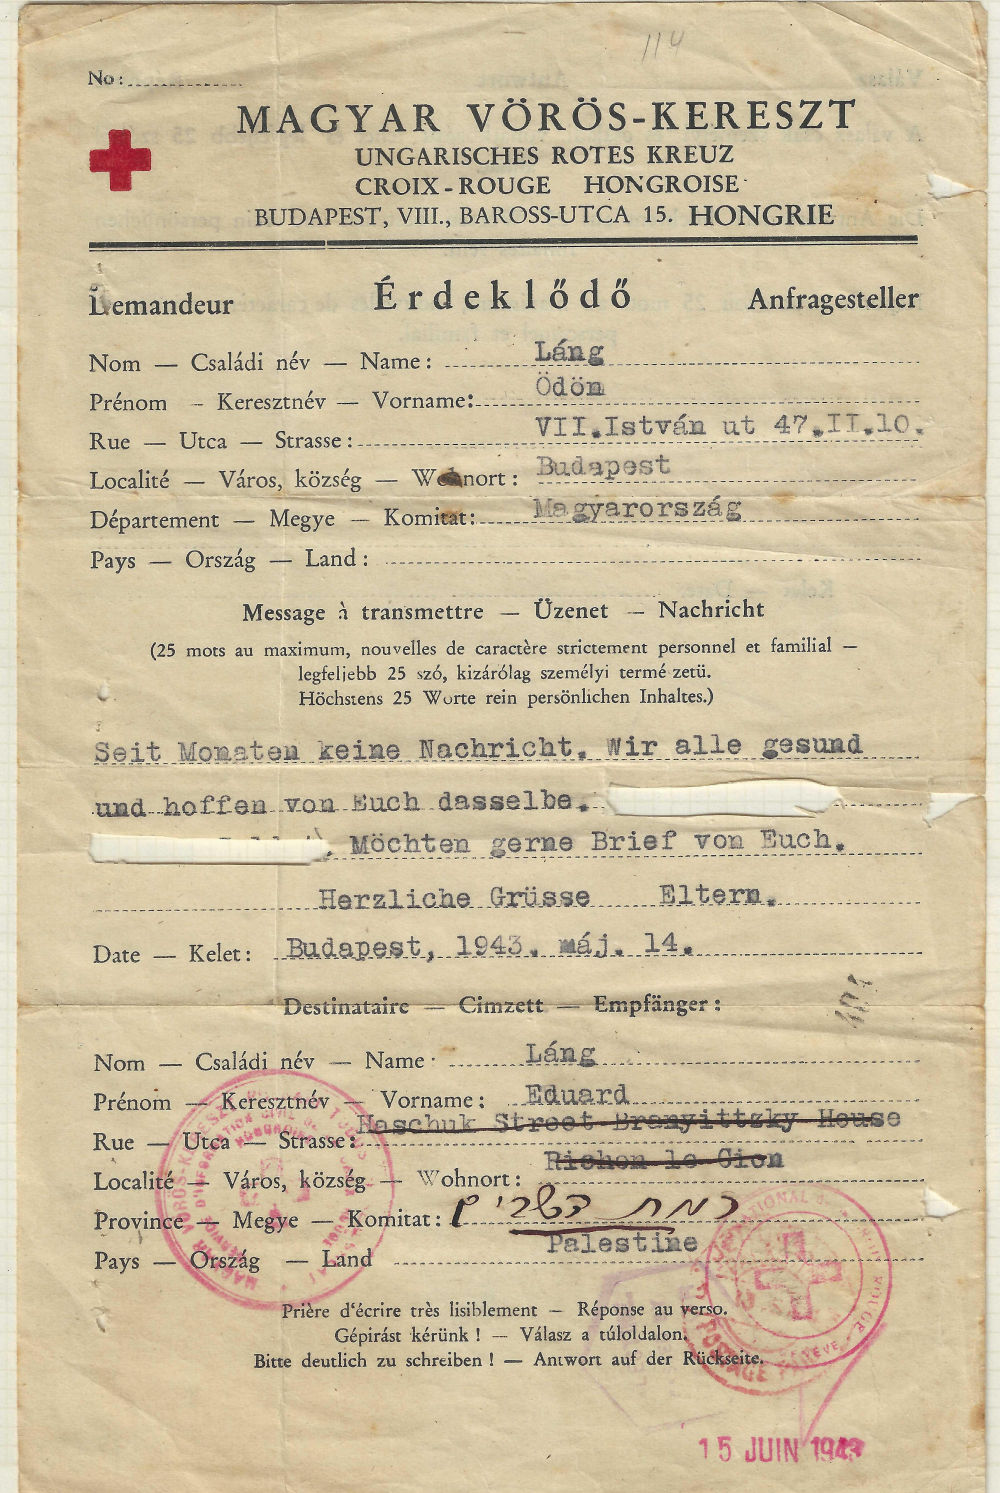 114
No:
MAGYAR VÖRÖS-KERESZT
UNGARISCHES ROTES KREUZ
CROIX-ROUGE HONGROISE
BUDAPEST, VIII., BAROSS-UTCA 15. HONGRIE
Demandeur Érdeklődő Anfragesteller
Nom — Családi név — Name: Láng
Prénom - Keresztnév — Vorname: Ödön
Rue — Utca — Strasse: VII.István ut 47.II.10.
Localité — Város, község — Wohnort: Budapest
Département — Megye — Komitat: Magyarország
Pays — Ország — Land:
Message à transmettre — Üzenet — Nachricht
(25 mots au maximum, nouvelles de caractère strictement personnel et familial —
legfeljebb 25 szó, kizárólag személyi termé zetü.
Höchstens 25 Worte rein persönlichen Inhaltes.)
Seit Monaten keine Nachricht. Wir alle gesund
und hoffen von Euch dasselbe.
. Möchten gerne Brief von Euch.
Herzliche Grüsse Eltern.
Date — Kelet: Budapest, 1943. máj. 14.
Destinataire — Cimzett — Empfänger:
Nom — Családi név — Name Láng
Prénom — Keresztnév — Vorname: Eduard
Rue — Utca — Strasse: Naschuk Street Branyittzky House
Richon le Cion
Localité — Város, község — Wohnort:
Province — Megye — Komitat: רמת השבים
Pays — Ország — Land Palestine
Prière d'écrire très lisiblement — Réponse au verso.
Gépirást kérünk! — Válasz a túloldalon.
Bitte deutlich zu schreiben! — Antwort auf der Rückseite.
15 JUIN 1943